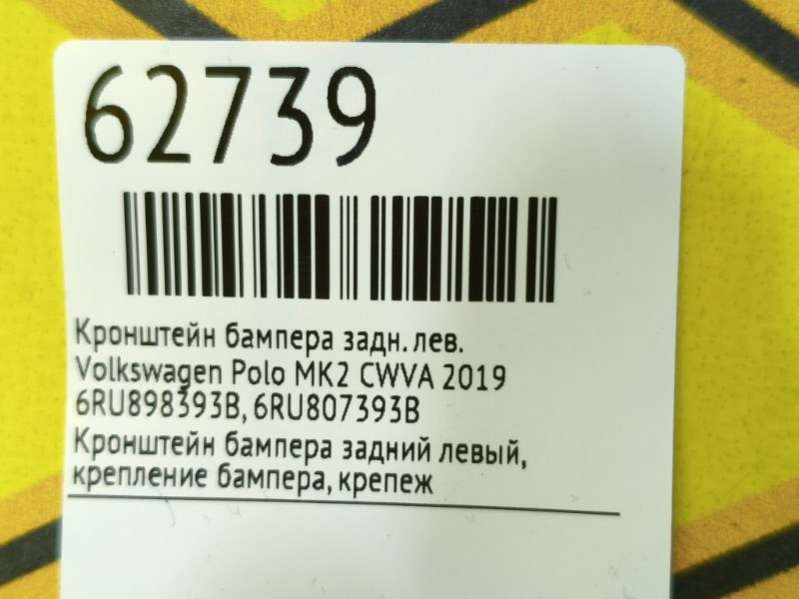 62739
Кронштейн бампера задн. лев.
Volkswagen Polo MK2 CWVA 2019
6RU898393B, 6RU807393B
Кронштейн бампера задний левый,
крепление бампера, крепеж